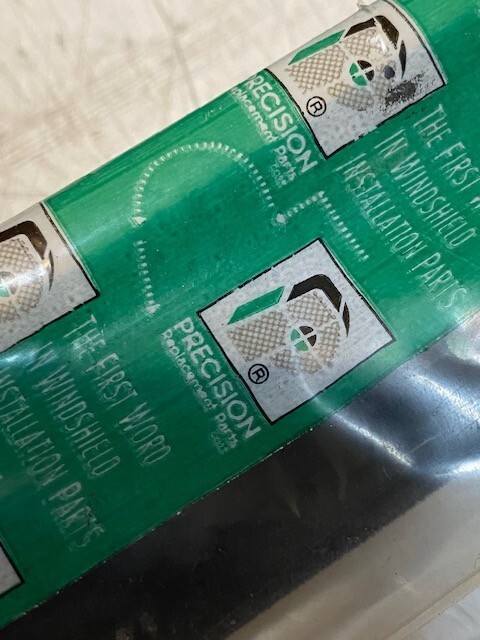 PRECISION
Replacement Parts
®
THE FIRST W
IN WINDSHIELD
INSTALLATION PARTS
PRECISION
Replacement Parts
®
THE FIRST WORD
IN WINDSHIELD
INSTALLATION PARTS